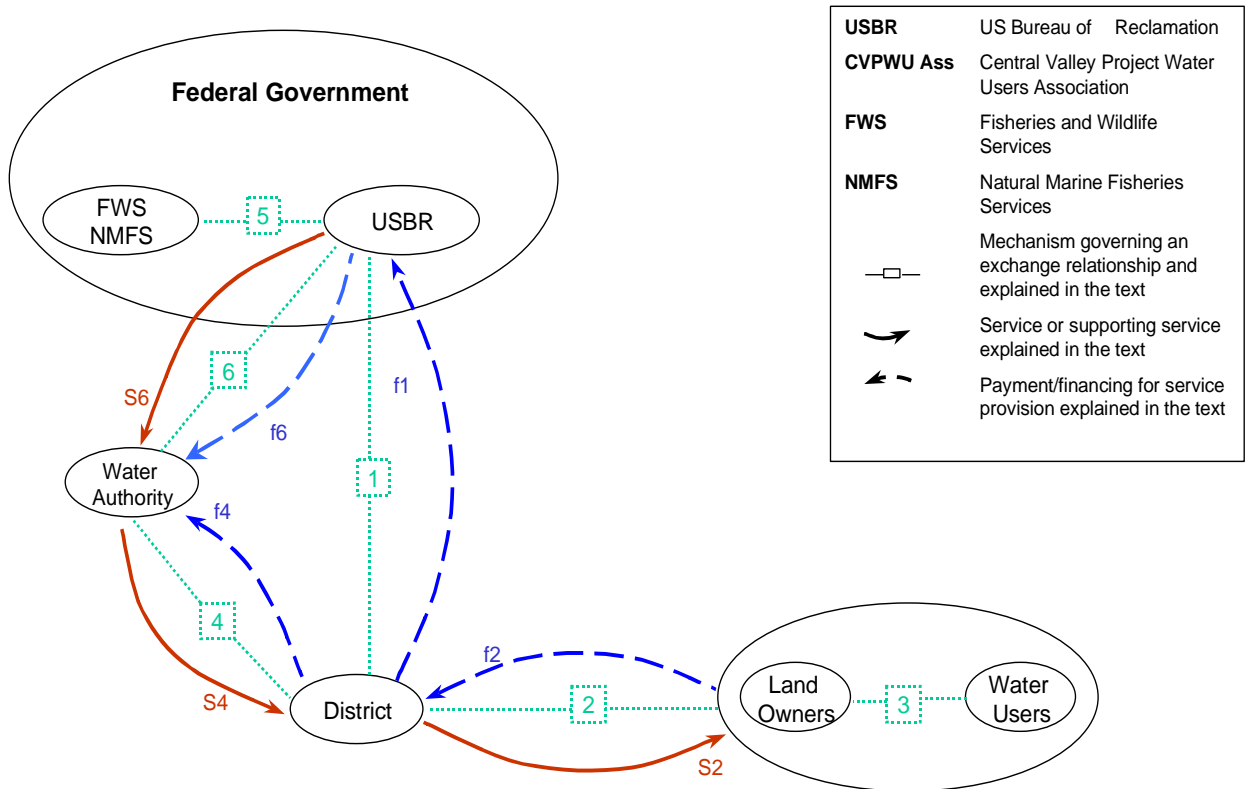 Federal Government
FWS
NMFS
5
USBR
6
S6
f6
f1
1
Water
Authority
f4
4
S4
District
f2
2
S2
Land
Owners
3
Water
Users
USBR US Bureau of Reclamation
CVPWU Ass Central Valley Project Water
Users Association
FWS Fisheries and Wildlife
Services
NMFS Natural Marine Fisheries
Services
Mechanism governing an
exchange relationship and
explained in the text
Service or supporting service
explained in the text
Payment/financing for service
provision explained in the text